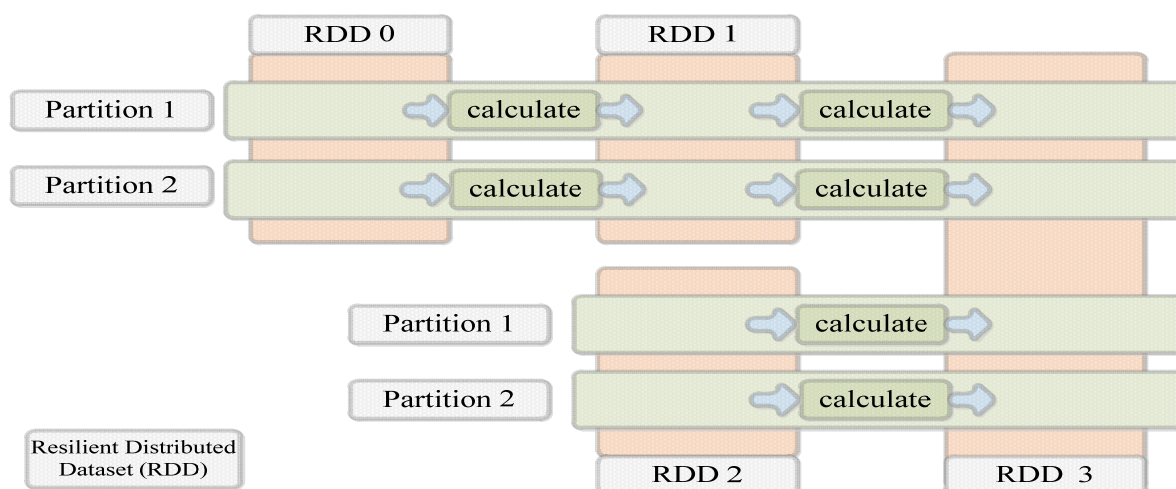 RDD 0
RDD 1
Partition 1
calculate
calculate
Partition 2
calculate
calculate
Partition 1
calculate
Partition 2
calculate
Resilient Distributed
Dataset (RDD)
RDD 2
RDD 3